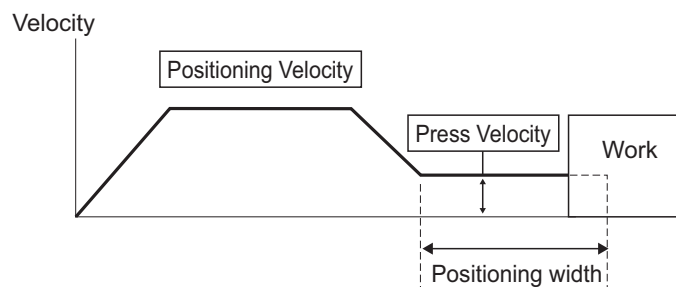 Velocity
Positioning Velocity
Press Velocity
Work
Positioning width